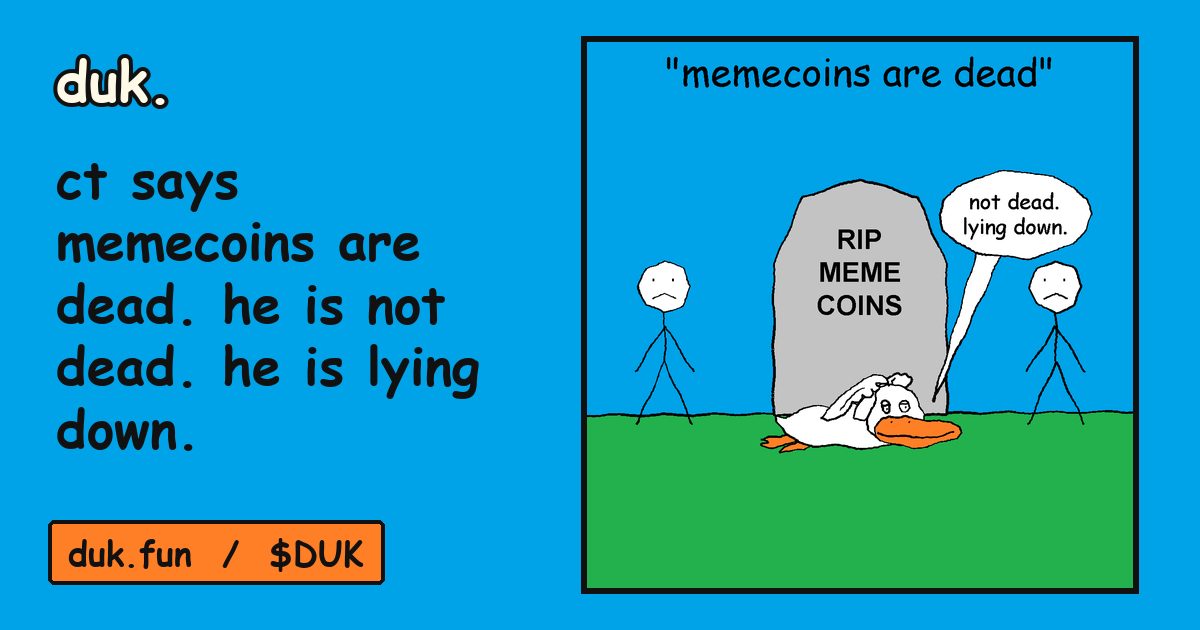 duk.
ct says
memecoins are
dead. he is not
dead. he is lying
down.
duk.fun / $DUK
"memecoins are dead"
RIP
MEME
COINS
not dead.
lying down.